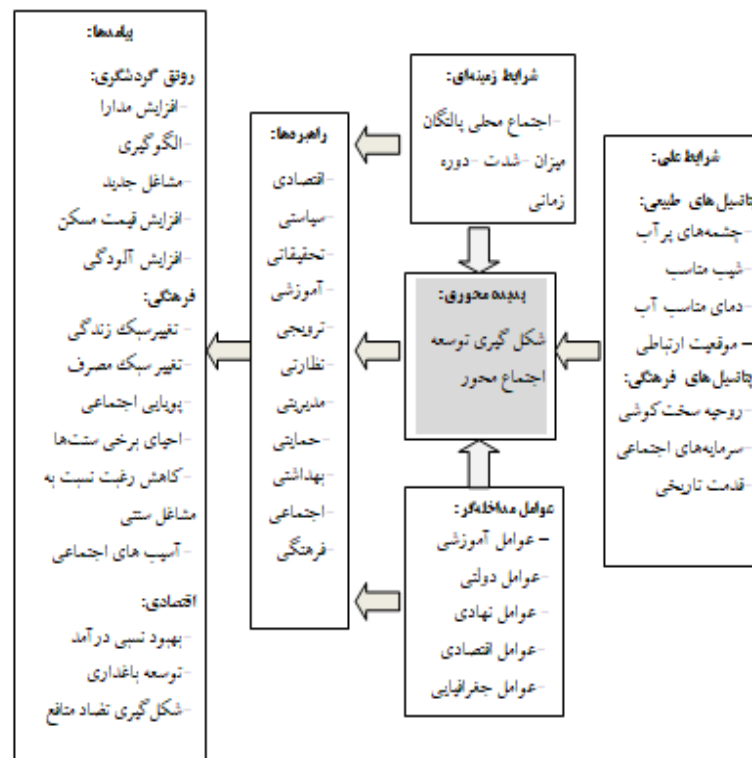 شرایط علی:
پتانسیل‌های طبیعی:
-چشمه‌های پر آب
-شیب مناسب
-دمای مناسب آب
– موقعیت ارتباطی
پتانسیل‌های فرهنگی:
-روحیه سخت‌کوشی
-سرمایه‌های اجتماعی
-قدمت تاریخی
شرایط زمینه‌ای:
-اجتماع محلی پالنگان
میزان -شدت -دوره
زمانی
پدیده محوری:
شکل گیری توسعه
اجتماع محور
عوامل مداخله‌گر:
– عوامل آموزشی
-عوامل دولتی
-عوامل نهادی
-عوامل اقتصادی
-عوامل جغرافیایی
راهبردها:
-اقتصادی
-سیاستی
-تحقیقاتی
-آموزشی
-ترویجی
-نظارتی
-مدیریتی
-حمایتی
-بهداشتی
-اجتماعی
-فرهنگی
پیامدها:
رونق گردشگری:
-افزایش مدارا
-الگوگیری
-مشاغل جدید
-افزایش قیمت مسکن
-افزایش آلودگی
فرهنگی:
-تغییرسبک زندگی
-تغییر سبک مصرف
-پویایی اجتماعی
-احیای برخی سنت‌ها
-کاهش رغبت نسبت به
مشاغل سنتی
-آسیب های اجتماعی
اقتصادی:
-بهبود نسبی درآمد
-توسعه باغداری
-شکل‌گیری تضاد منافع